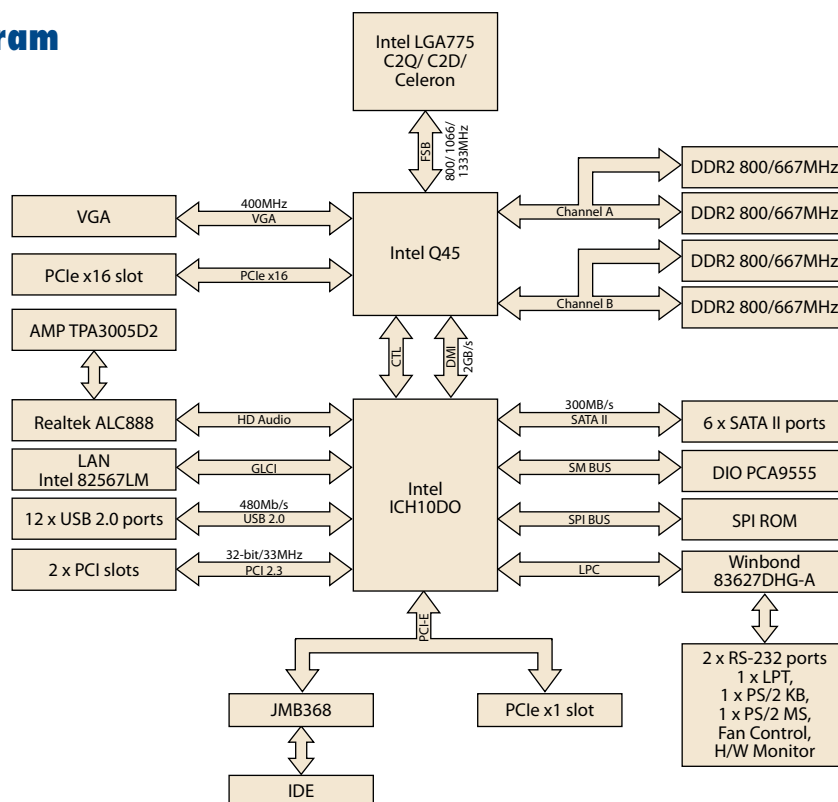 ram
Intel LGA775
C2Q/ C2D/
Celeron
FSB
800/ 1066/
1333MHz
DDR2 800/667MHz
Channel A
DDR2 800/667MHz
DDR2 800/667MHz
Channel B
DDR2 800/667MHz
VGA
400MHz
VGA
Intel Q45
PCIe x16 slot
PCIe x16
AMP TPA3005D2
CTL
DMI
2GB/s
Realtek ALC888
HD Audio
LAN
Intel 82567LM
GLCI
12 x USB 2.0 ports
480Mb/s
USB 2.0
2 x PCI slots
32-bit/33MHz
PCI 2.3
Intel
ICH10DO
300MB/s
SATA II
6 x SATA II ports
SM BUS
DIO PCA9555
SPI BUS
SPI ROM
LPC
Winbond
83627DHG-A
PCI-E
JMB368
PCIe x1 slot
2 x RS-232 ports
1 x LPT,
1 x PS/2 KB,
1 x PS/2 MS,
Fan Control,
H/W Monitor
IDE